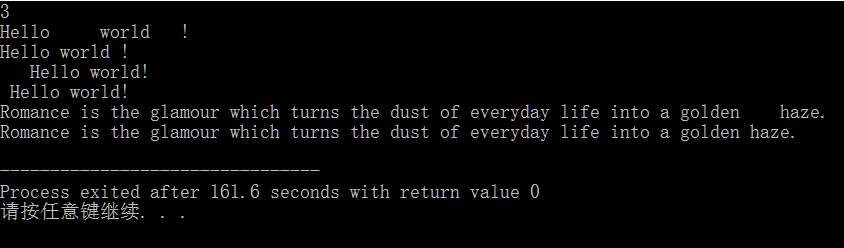 3
Hello     world   !
Hello world !
   Hello world!
 Hello world!
Romance is the glamour which turns the dust of everyday life into a golden    haze.
Romance is the glamour which turns the dust of everyday life into a golden haze.

--------------------------------
Process exited after 161.6 seconds with return value 0
请按任意键继续. . .